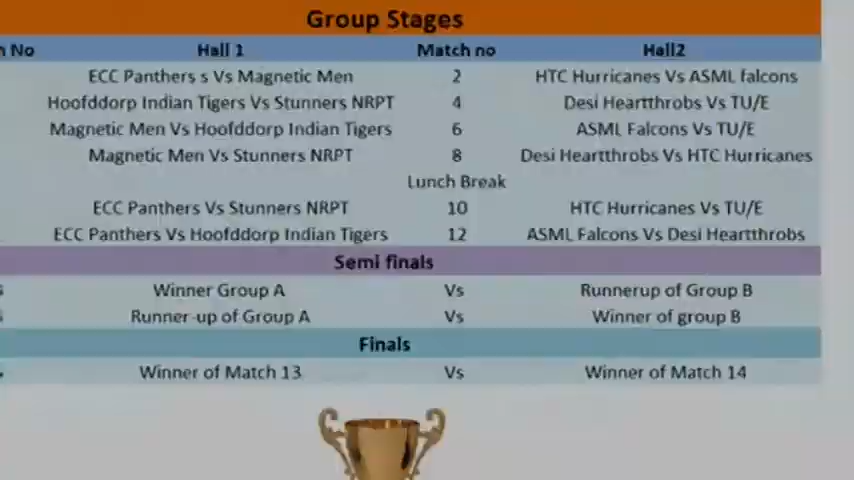 Group Stages
h No Hall 1 Match no Hall2
ECC Panthers s Vs Magnetic Men 2 HTC Hurricanes Vs ASML falcons
Hoofddorp Indian Tigers Vs Stunners NRPT 4 Desi Heartthrobs Vs TU/E
Magnetic Men Vs Hoofddorp Indian Tigers 6 ASML Falcons Vs TU/E
Magnetic Men Vs Stunners NRPT 8 Desi Heartthrobs Vs HTC Hurricanes
Lunch Break
ECC Panthers Vs Stunners NRPT 10 HTC Hurricanes Vs TU/E
ECC Panthers Vs Hoofddorp Indian Tigers 12 ASML Falcons Vs Desi Heartthrobs
Semi finals
Winner Group A Vs Runnerup of Group B
Runner-up of Group A Vs Winner of group B
Finals
Winner of Match 13 Vs Winner of Match 14